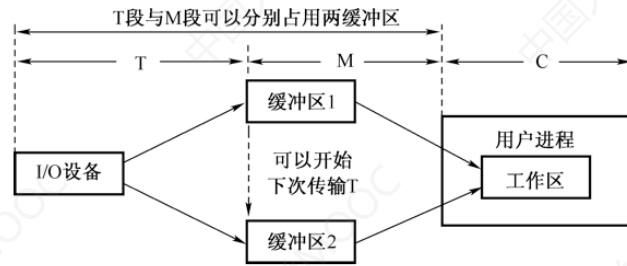 T段与M段可以分别占用两缓冲区
T
M
C
缓冲区1
用户进程
I/O设备
可以开始
下次传输T
工作区
缓冲区2